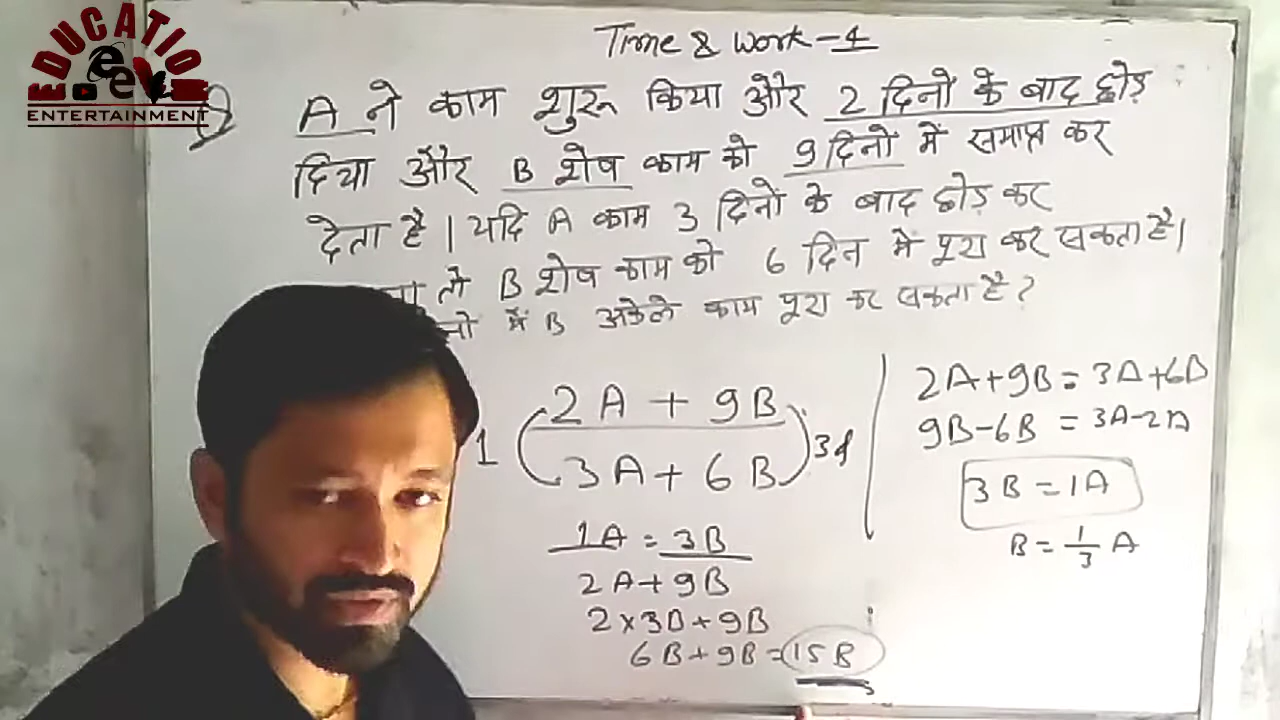 EDUCATION
ee
ENTERTAINMENT
Time & Work-4
Q A ने काम शुरू किया और 2 दिनों के बाद छोड़
दिया और B शेष काम को 9 दिनों में समाप्त कर
देता है। यदि A काम 3 दिनों के बाद छोड़ कर
तो B शेष काम को 6 दिन में पूरा कर सकता है।
में B अकेले काम पूरा कर सकता है?
2A + 9B
1
3B
3A + 6B
1A = 3B
2A + 9B
2 x 3B + 9B
6B + 9B = 15B
2A+9B = 3A+6B
9B-6B = 3A-2A
3B = 1A
B = 1/3 A